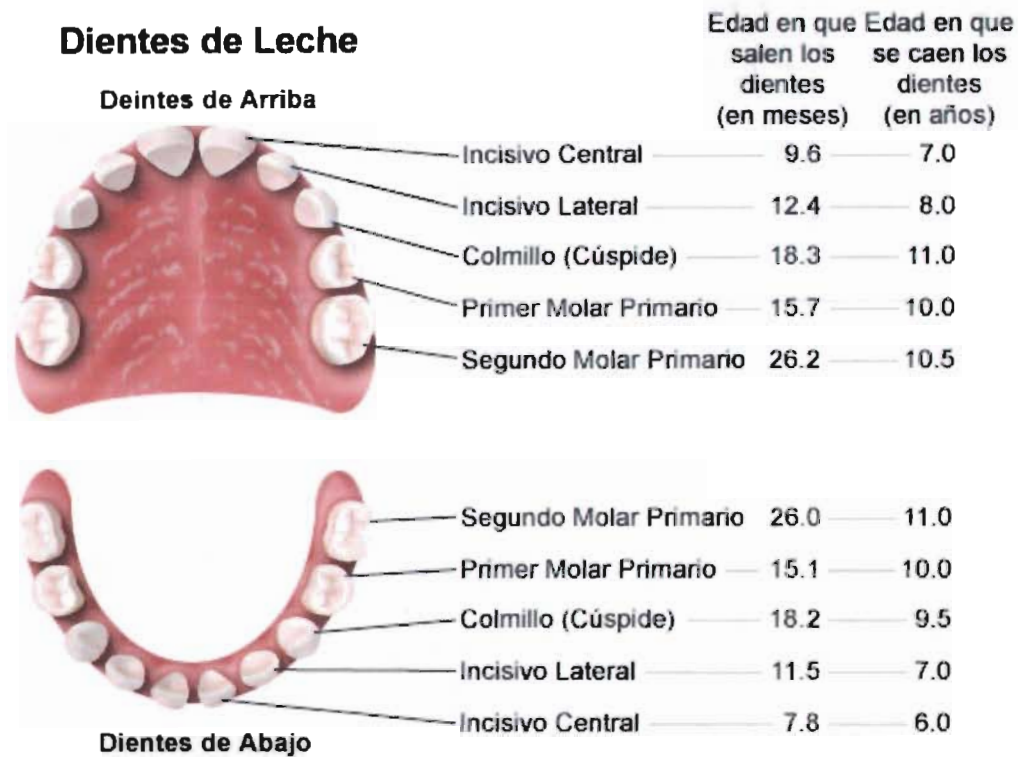 Dientes de Leche
Edad en que Edad en que
salen los se caen los
dientes dientes
(en meses) (en años)
Deintes de Arriba
Incisivo Central 9.6 7.0
Incisivo Lateral 12.4 8.0
Colmillo (Cúspide) 18.3 11.0
Primer Molar Primario 15.7 10.0
Segundo Molar Primario 26.2 10.5
Segundo Molar Primario 26.0 11.0
Primer Molar Primario 15.1 10.0
Colmillo (Cúspide) 18.2 9.5
Incisivo Lateral 11.5 7.0
Incisivo Central 7.8 6.0
Dientes de Abajo